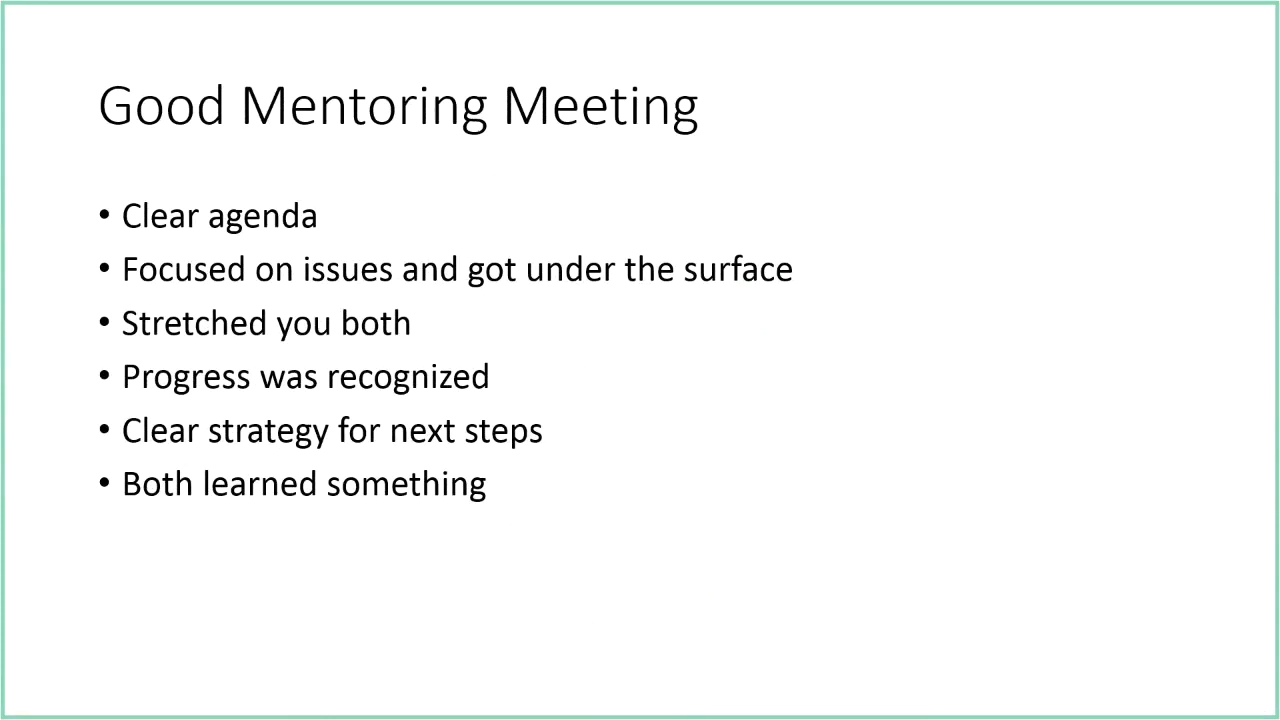 Good Mentoring Meeting
• Clear agenda
• Focused on issues and got under the surface
• Stretched you both
• Progress was recognized
• Clear strategy for next steps
• Both learned something